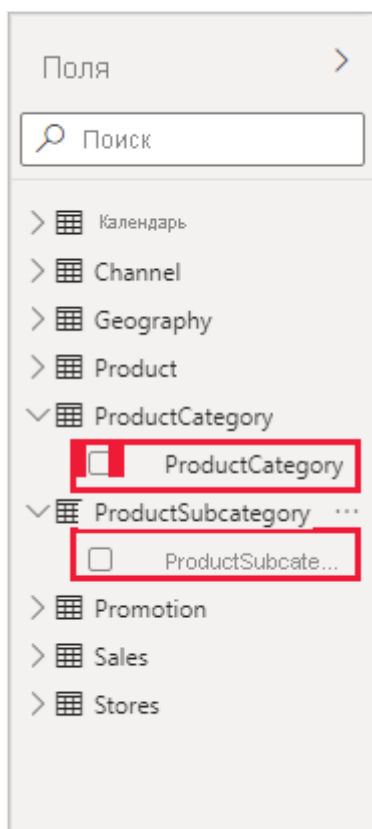 Поля
Поиск
Календарь
Channel
Geography
Product
ProductCategory
ProductCategory
ProductSubcategory ...
ProductSubcate...
Promotion
Sales
Stores